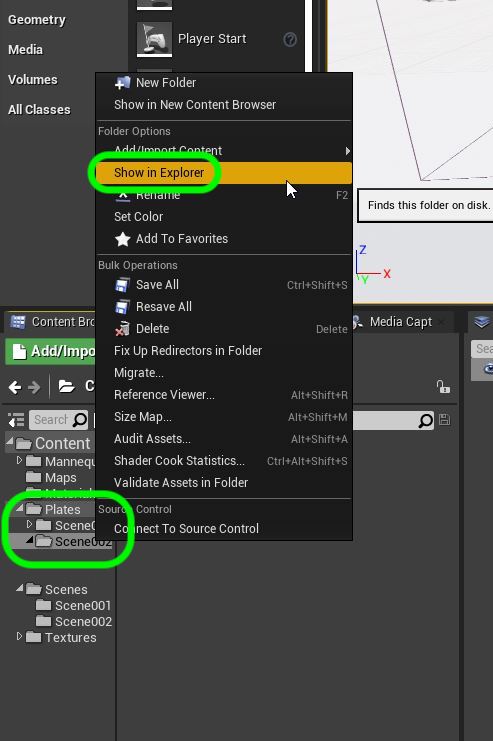 Geometry
Media
Volumes
All Classes
Player Start
New Folder
Show in New Content Browser
Folder Options
Add/Import Content
Show in Explorer
Rename F2
Set Color
Add To Favorites
Finds this folder on disk.
Z
X
Y
Bulk Operations
Save All Ctrl+Shift+S
Resave All
Delete Delete
Fix Up Redirectors in Folder
Migrate...
Reference Viewer... Alt+Shift+R
Size Map... Alt+Shift+M
Audit Assets... Alt+Shift+A
Shader Cook Statistics... Ctrl+Alt+Shift+S
Validate Assets in Folder
Source Control
Connect To Source Control
Content Bro
Media Capt
Add/Impo
Sea
C
Search
Content
Mannequ
Maps
Material
Plates
Scene0
Scene002
Scenes
Scene001
Scene002
Textures